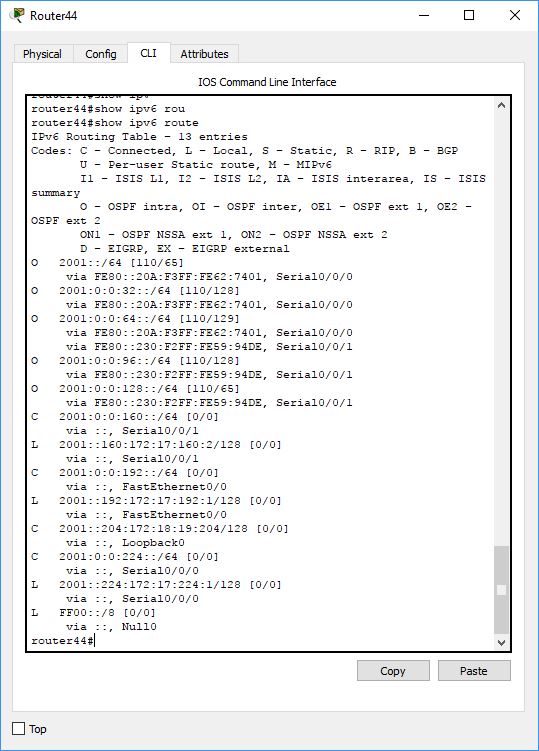 Router44
Physical Config CLI Attributes
IOS Command Line Interface
router44#show ipv
router44#show ipv6 rou
router44#show ipv6 route
IPv6 Routing Table - 13 entries
Codes: C - Connected, L - Local, S - Static, R - RIP, B - BGP
U - Per-user Static route, M - MIPv6
I1 - ISIS L1, I2 - ISIS L2, IA - ISIS interarea, IS - ISIS
summary
O - OSPF intra, OI - OSPF inter, OE1 - OSPF ext 1, OE2 -
OSPF ext 2
ON1 - OSPF NSSA ext 1, ON2 - OSPF NSSA ext 2
D - EIGRP, EX - EIGRP external
O 2001::/64 [110/65]
via FE80::20A:F3FF:FE62:7401, Serial0/0/0
O 2001:0:0:32::/64 [110/128]
via FE80::20A:F3FF:FE62:7401, Serial0/0/0
O 2001:0:0:64::/64 [110/129]
via FE80::20A:F3FF:FE62:7401, Serial0/0/0
via FE80::230:F2FF:FE59:94DE, Serial0/0/1
O 2001:0:0:96::/64 [110/128]
via FE80::230:F2FF:FE59:94DE, Serial0/0/1
O 2001:0:0:128::/64 [110/65]
via FE80::230:F2FF:FE59:94DE, Serial0/0/1
C 2001:0:0:160::/64 [0/0]
via ::, Serial0/0/1
L 2001::160:172:17:160:2/128 [0/0]
via ::, Serial0/0/1
C 2001:0:0:192::/64 [0/0]
via ::, FastEthernet0/0
L 2001::192:172:17:192:1/128 [0/0]
via ::, FastEthernet0/0
C 2001::204:172:18:19:204/128 [0/0]
via ::, Loopback0
C 2001:0:0:224::/64 [0/0]
via ::, Serial0/0/0
L 2001::224:172:17:224:1/128 [0/0]
via ::, Serial0/0/0
L FF00::/8 [0/0]
via ::, Null0
router44#
Copy Paste
Top